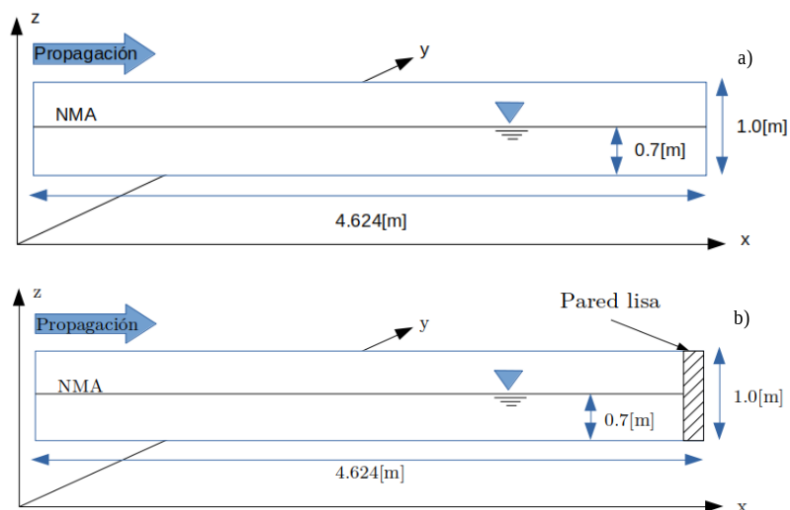 z
Propagación
y
a)
NMA
1.0[m]
0.7[m]
4.624[m]
x
z
Pared lisa
Propagación
y
b)
NMA
1.0[m]
0.7[m]
4.624[m]
x